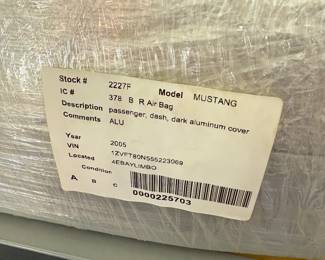 Stock # 2227F Model MUSTANG
IC # 378 B R Air Bag
Description passenger, dash, dark aluminum cover
Comments ALU
Year 2005
VIN 1ZVFT80N555223069
Located 4EBAYLIMBO
Condition
A B C
0000225703